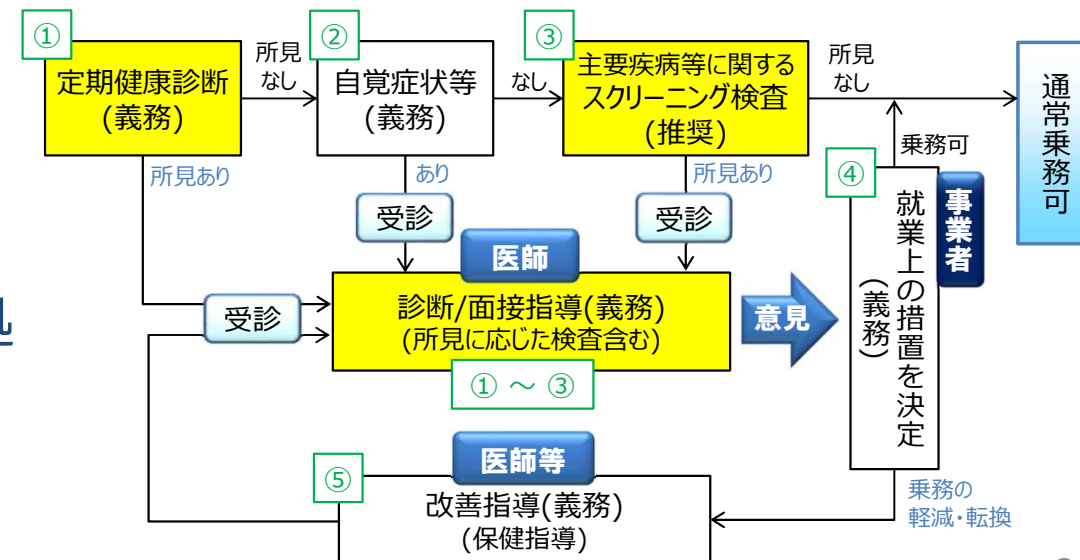 ①
定期健康診断
(義務)
所見
なし
②
自覚症状等
(義務)
なし
③
主要疾病等に関する
スクリーニング検査
(推奨)
所見
なし
通常乗務可
所見あり
あり
所見あり
乗務可
④
受診
受診
事業者
就業上の措置を決定
(義務)
医師
受診
診断/面接指導(義務)
(所見に応じた検査含む)
意見
① ～ ③
医師等
⑤
改善指導(義務)
(保健指導)
乗務の
軽減・転換